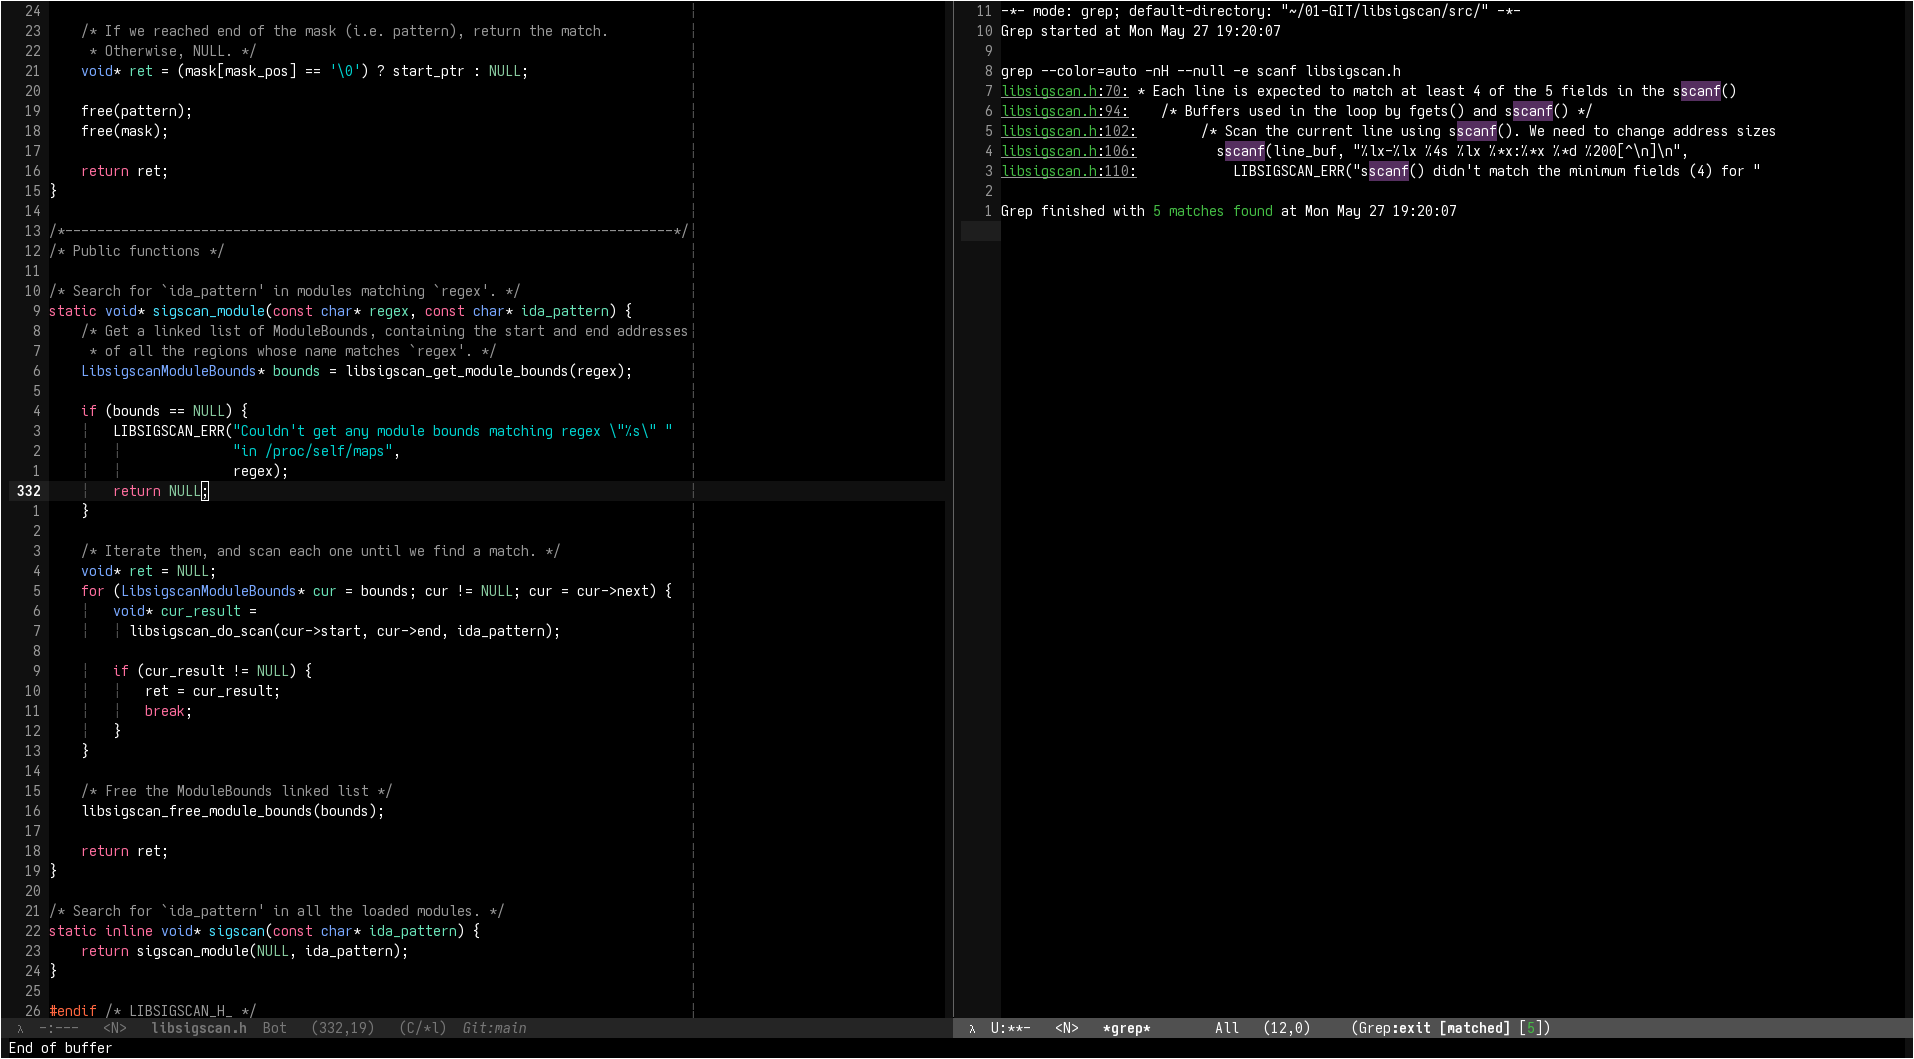 24
23     /* If we reached end of the mask (i.e. pattern), return the match.
22      * Otherwise, NULL. */
21     void* ret = (mask[mask_pos] == '\0') ? start_ptr : NULL;
20
19     free(pattern);
18     free(mask);
17
16     return ret;
15 }
14
13 /*----------------------------------------------------------------------------*/
12 /* Public functions */
11
10 /* Search for `ida_pattern' in modules matching `regex'. */
9 static void* sigscan_module(const char* regex, const char* ida_pattern) {
8     /* Get a linked list of ModuleBounds, containing the start and end addresses
7      * of all the regions whose name matches `regex'. */
6     LibsigscanModuleBounds* bounds = libsigscan_get_module_bounds(regex);
5
4     if (bounds == NULL) {
3         LIBSIGSCAN_ERR("Couldn't get any module bounds matching regex \"%s\" "
2                        "in /proc/self/maps",
1                        regex);
332         return NULL;
1     }
2
3     /* Iterate them, and scan each one until we find a match. */
4     void* ret = NULL;
5     for (LibsigscanModuleBounds* cur = bounds; cur != NULL; cur = cur->next) {
6         void* cur_result =
7           libsigscan_do_scan(cur->start, cur->end, ida_pattern);
8
9         if (cur_result != NULL) {
10             ret = cur_result;
11             break;
12         }
13     }
14
15     /* Free the ModuleBounds linked list */
16     libsigscan_free_module_bounds(bounds);
17
18     return ret;
19 }
20
21 /* Search for `ida_pattern' in all the loaded modules. */
22 static inline void* sigscan(const char* ida_pattern) {
23     return sigscan_module(NULL, ida_pattern);
24 }
25
26 #endif /* LIBSIGSCAN_H_ */
λ -:--- <N> libsigscan.h Bot (332,19) (C/*l) Git:main
11 -*- mode: grep; default-directory: "~/01-GIT/libsigscan/src/" -*-
10 Grep started at Mon May 27 19:20:07
9
8 grep --color=auto -nH --null -e scanf libsigscan.h
7 libsigscan.h:70: * Each line is expected to match at least 4 of the 5 fields in the sscanf()
6 libsigscan.h:94:    /* Buffers used in the loop by fgets() and sscanf() */
5 libsigscan.h:102:        /* Scan the current line using sscanf(). We need to change address sizes
4 libsigscan.h:106:          sscanf(line_buf, "%lx-%lx %4s %lx %*x:%*x %*d %200[^\n]\n",
3 libsigscan.h:110:            LIBSIGSCAN_ERR("sscanf() didn't match the minimum fields (4) for "
2
1 Grep finished with 5 matches found at Mon May 27 19:20:07
λ U:**- <N> *grep* All (12,0) (Grep:exit [matched] [5])
End of buffer